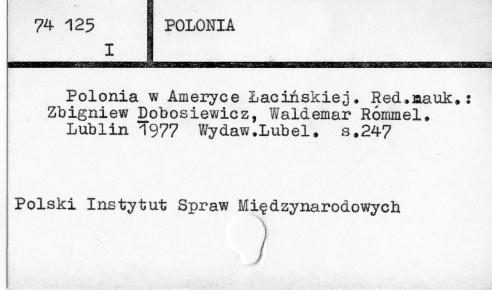 74 125
I
POLONIA
Polonia w Ameryce Łacińskiej. Red.nauk.:
Zbigniew Dobosiewicz, Waldemar Rómmel.
Lublin 1977 Wydaw.Lubel. s.247
Polski Instytut Spraw Międzynarodowych